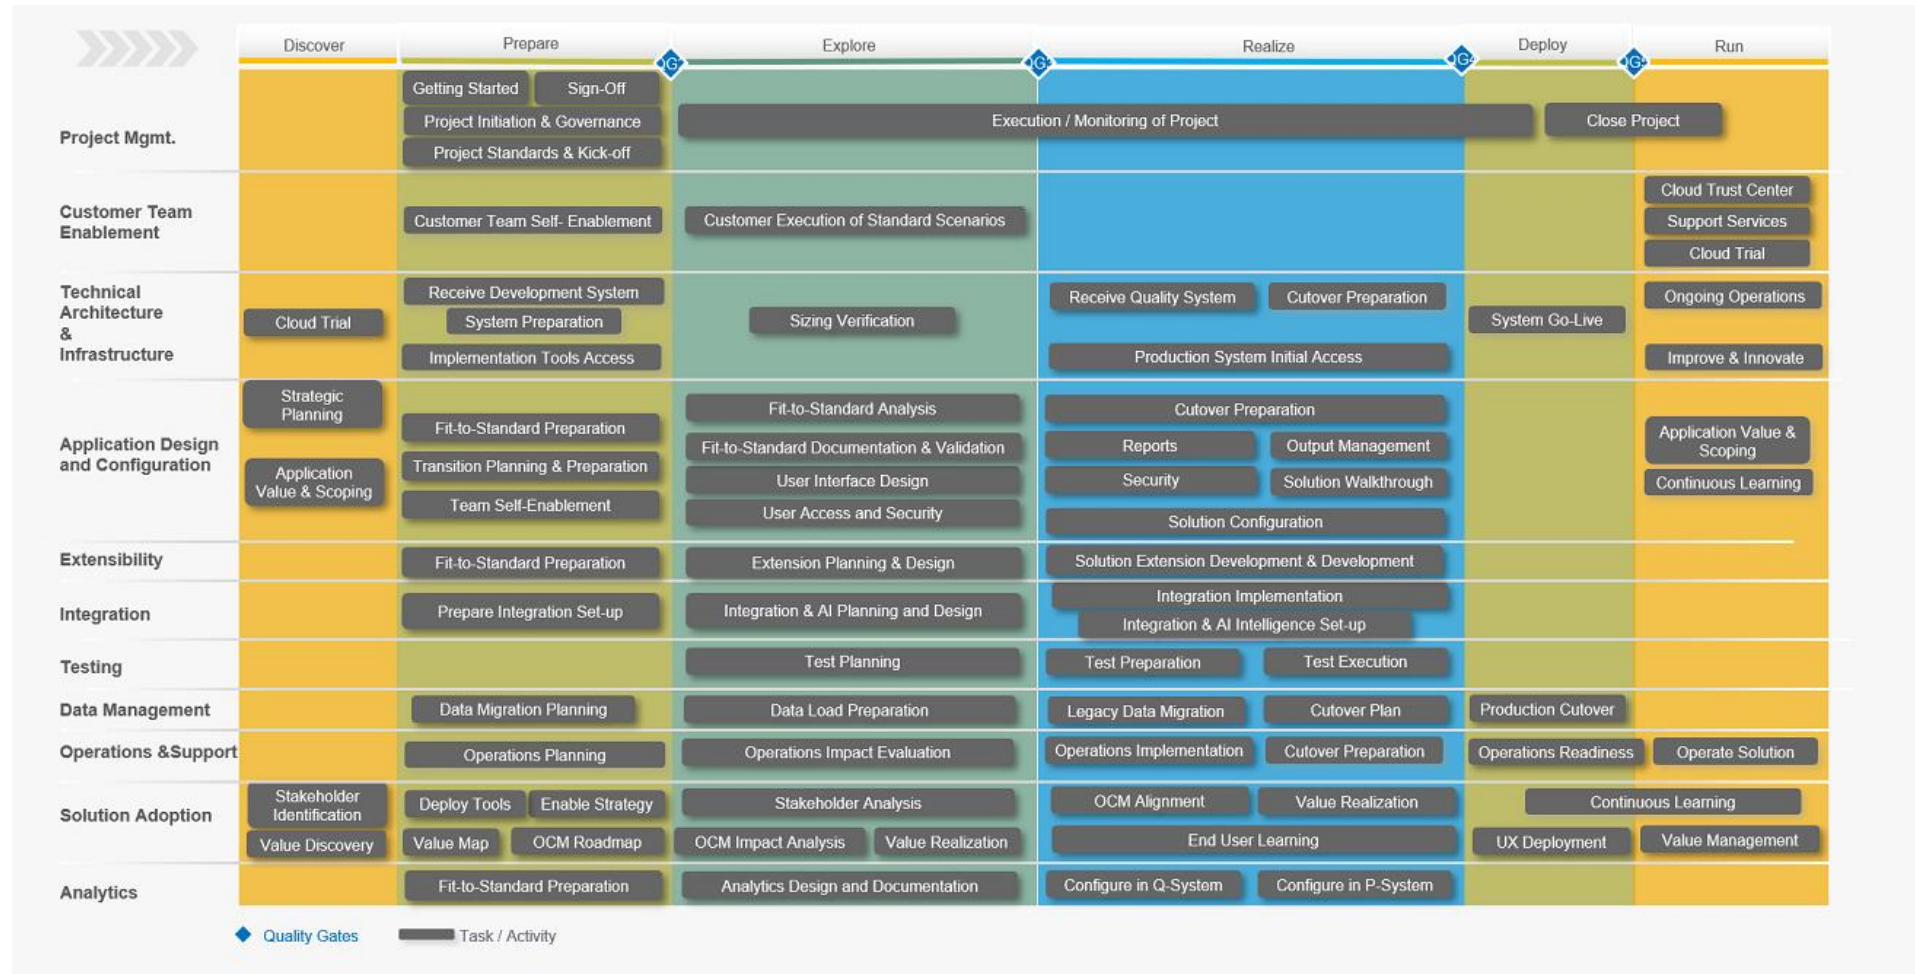 Discover
Prepare
Explore
Realize
Deploy
Run
QG
QG
QG4
QG
Project Mgmt.
Getting Started
Sign-Off
Project Initiation & Governance
Project Standards & Kick-off
Execution / Monitoring of Project
Close Project
Customer Team
Enablement
Customer Team Self- Enablement
Customer Execution of Standard Scenarios
Cloud Trust Center
Support Services
Cloud Trial
Technical
Architecture
&
Infrastructure
Cloud Trial
Receive Development System
System Preparation
Implementation Tools Access
Sizing Verification
Receive Quality System
Cutover Preparation
Production System Initial Access
System Go-Live
Ongoing Operations
Improve & Innovate
Application Design
and Configuration
Strategic
Planning
Application
Value & Scoping
Fit-to-Standard Preparation
Transition Planning & Preparation
Team Self-Enablement
Fit-to-Standard Analysis
Fit-to-Standard Documentation & Validation
User Interface Design
User Access and Security
Cutover Preparation
Reports
Output Management
Security
Solution Walkthrough
Solution Configuration
Application Value &
Scoping
Continuous Learning
Extensibility
Fit-to-Standard Preparation
Extension Planning & Design
Solution Extension Development & Development
Integration
Prepare Integration Set-up
Integration & AI Planning and Design
Integration Implementation
Integration & AI Intelligence Set-up
Testing
Test Planning
Test Preparation
Test Execution
Data Management
Data Migration Planning
Data Load Preparation
Legacy Data Migration
Cutover Plan
Production Cutover
Operations &Support
Operations Planning
Operations Impact Evaluation
Operations Implementation
Cutover Preparation
Operations Readiness
Operate Solution
Solution Adoption
Stakeholder
Identification
Value Discovery
Deploy Tools
Enable Strategy
Value Map
OCM Roadmap
Stakeholder Analysis
OCM Impact Analysis
Value Realization
OCM Alignment
Value Realization
End User Learning
Continuous Learning
UX Deployment
Value Management
Analytics
Fit-to-Standard Preparation
Analytics Design and Documentation
Configure in Q-System
Configure in P-System
Quality Gates
Task / Activity